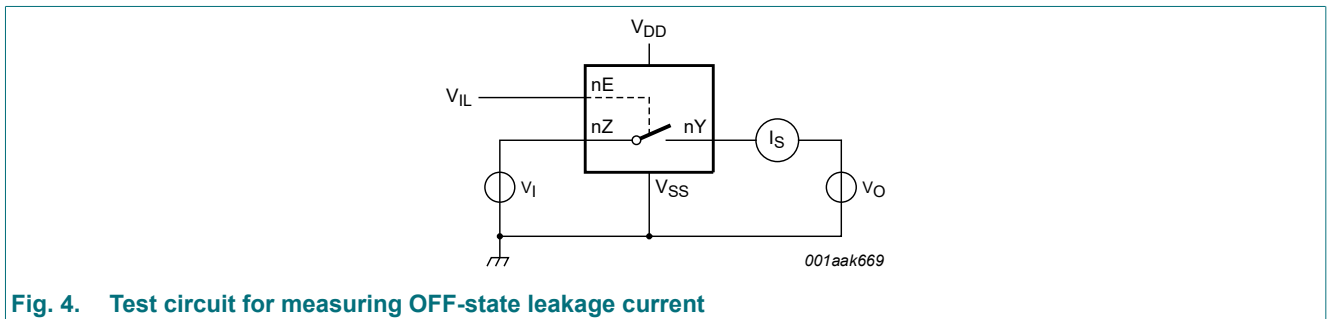 VDD
nE
VIL
nZ
nY
IS
VI
VSS
VO
001aak669
Fig. 4. Test circuit for measuring OFF-state leakage current